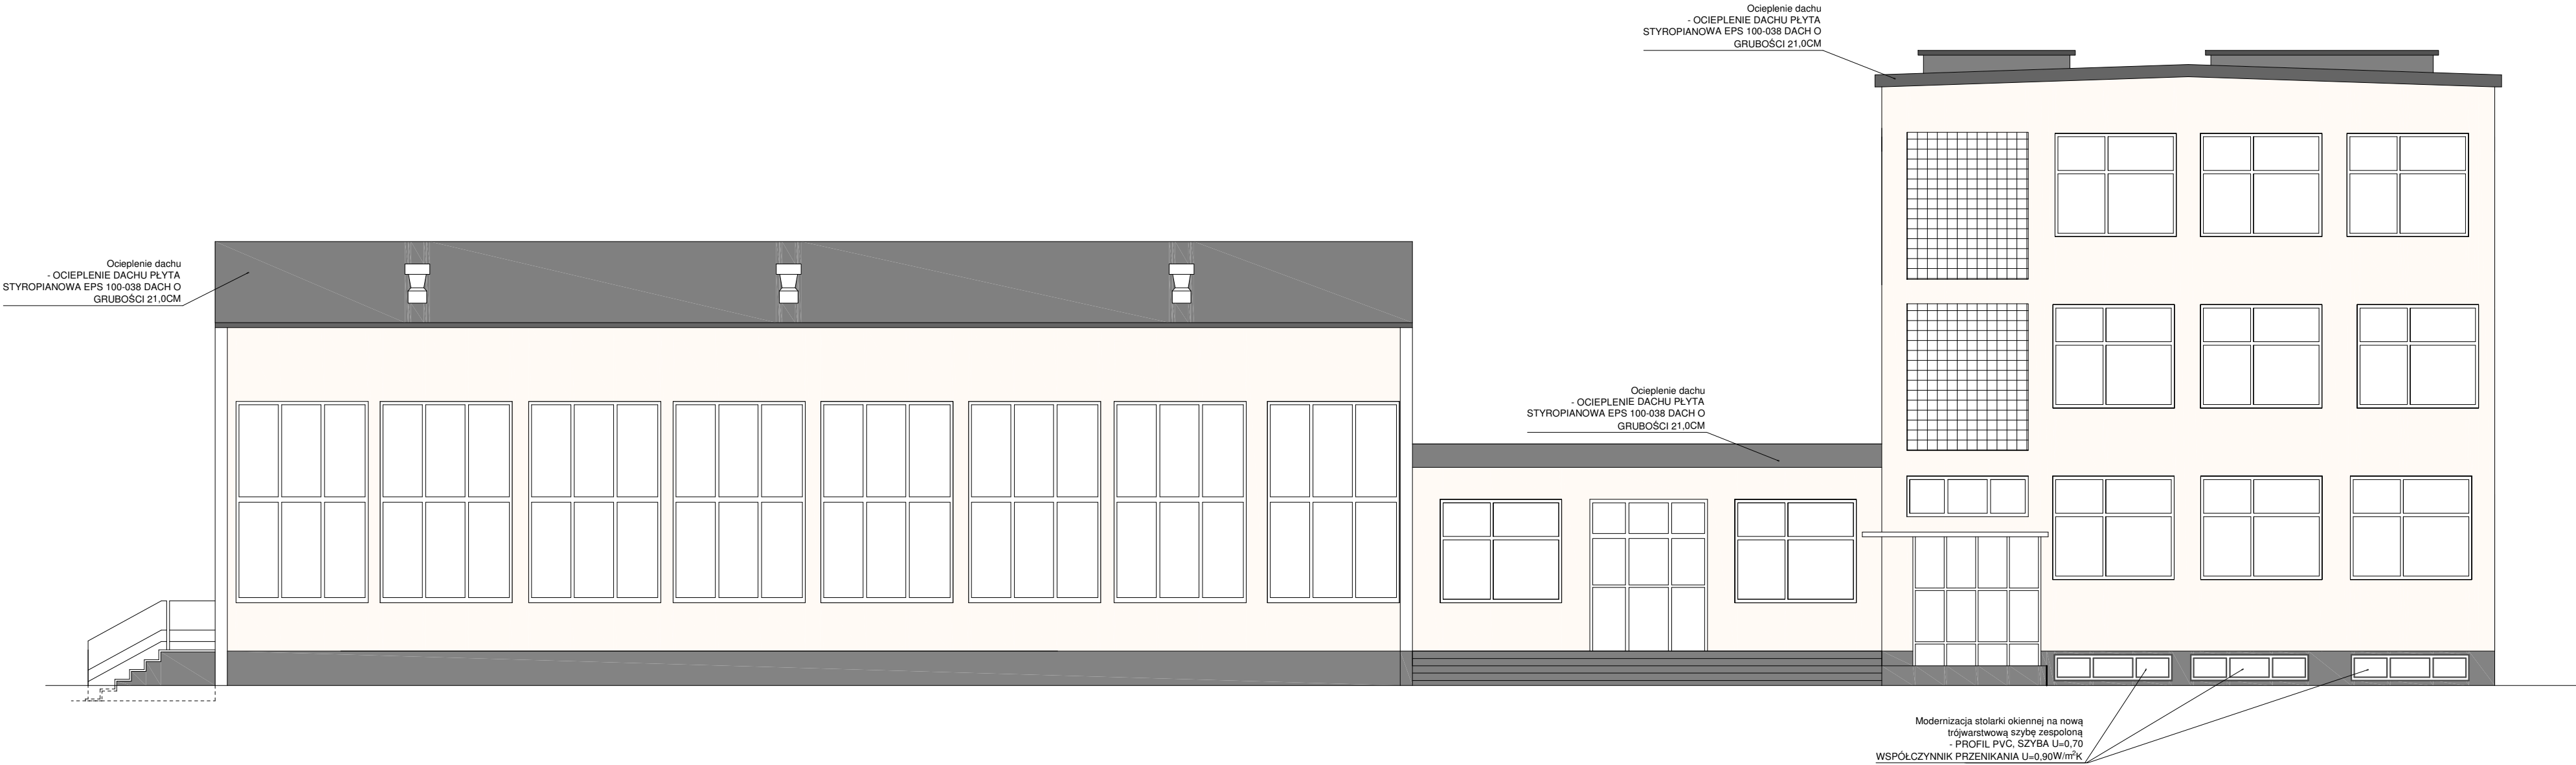 Ocieplenie dachu
- OCIEPLENIE DACHU PŁYTA
STYROPIANOWA EPS 100-038 DACH O
GRUBOŚCI 21,0CM
Ocieplenie dachu
- OCIEPLENIE DACHU PŁYTA
STYROPIANOWA EPS 100-038 DACH O
GRUBOŚCI 21,0CM
Ocieplenie dachu
- OCIEPLENIE DACHU PŁYTA
STYROPIANOWA EPS 100-038 DACH O
GRUBOŚCI 21,0CM
Modernizacja stolarki okiennej na nową
trójwarstwową szybę zespoloną
- PROFIL PVC, SZYBA U=0,70
WSPÓŁCZYNNIK PRZENIKANIA U=0,90W/m²K